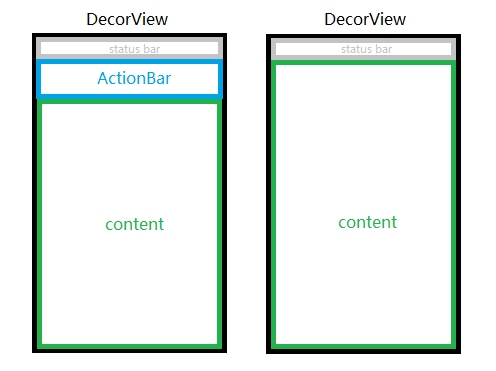 DecorView
status bar
ActionBar
content
DecorView
status bar
content